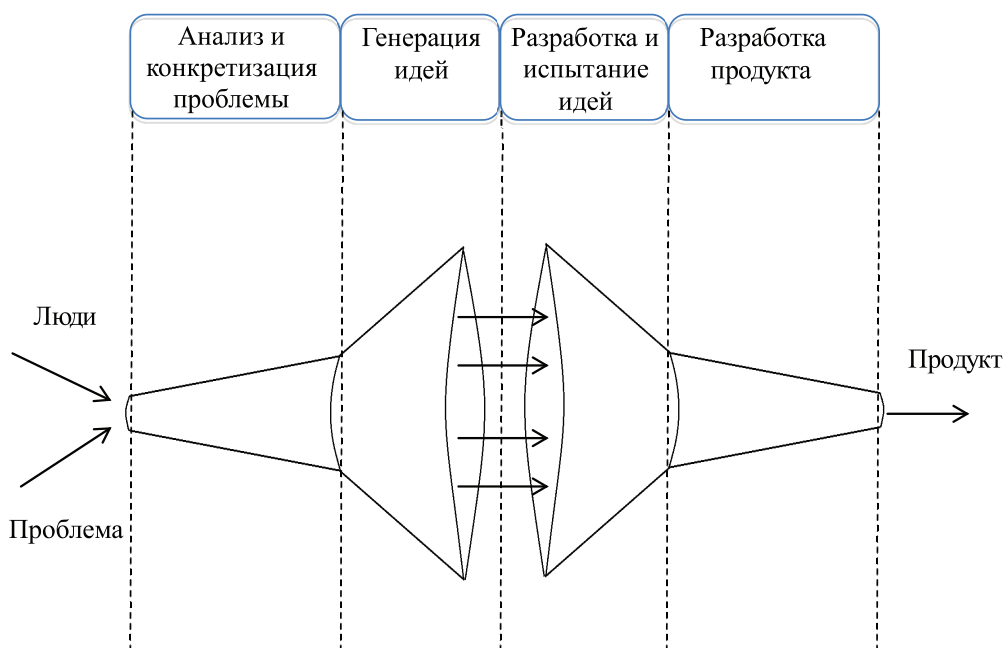 Анализ и
конкретизация
проблемы
Генерация
идей
Разработка и
испытание
идей
Разработка
продукта
Люди
Проблема
Продукт